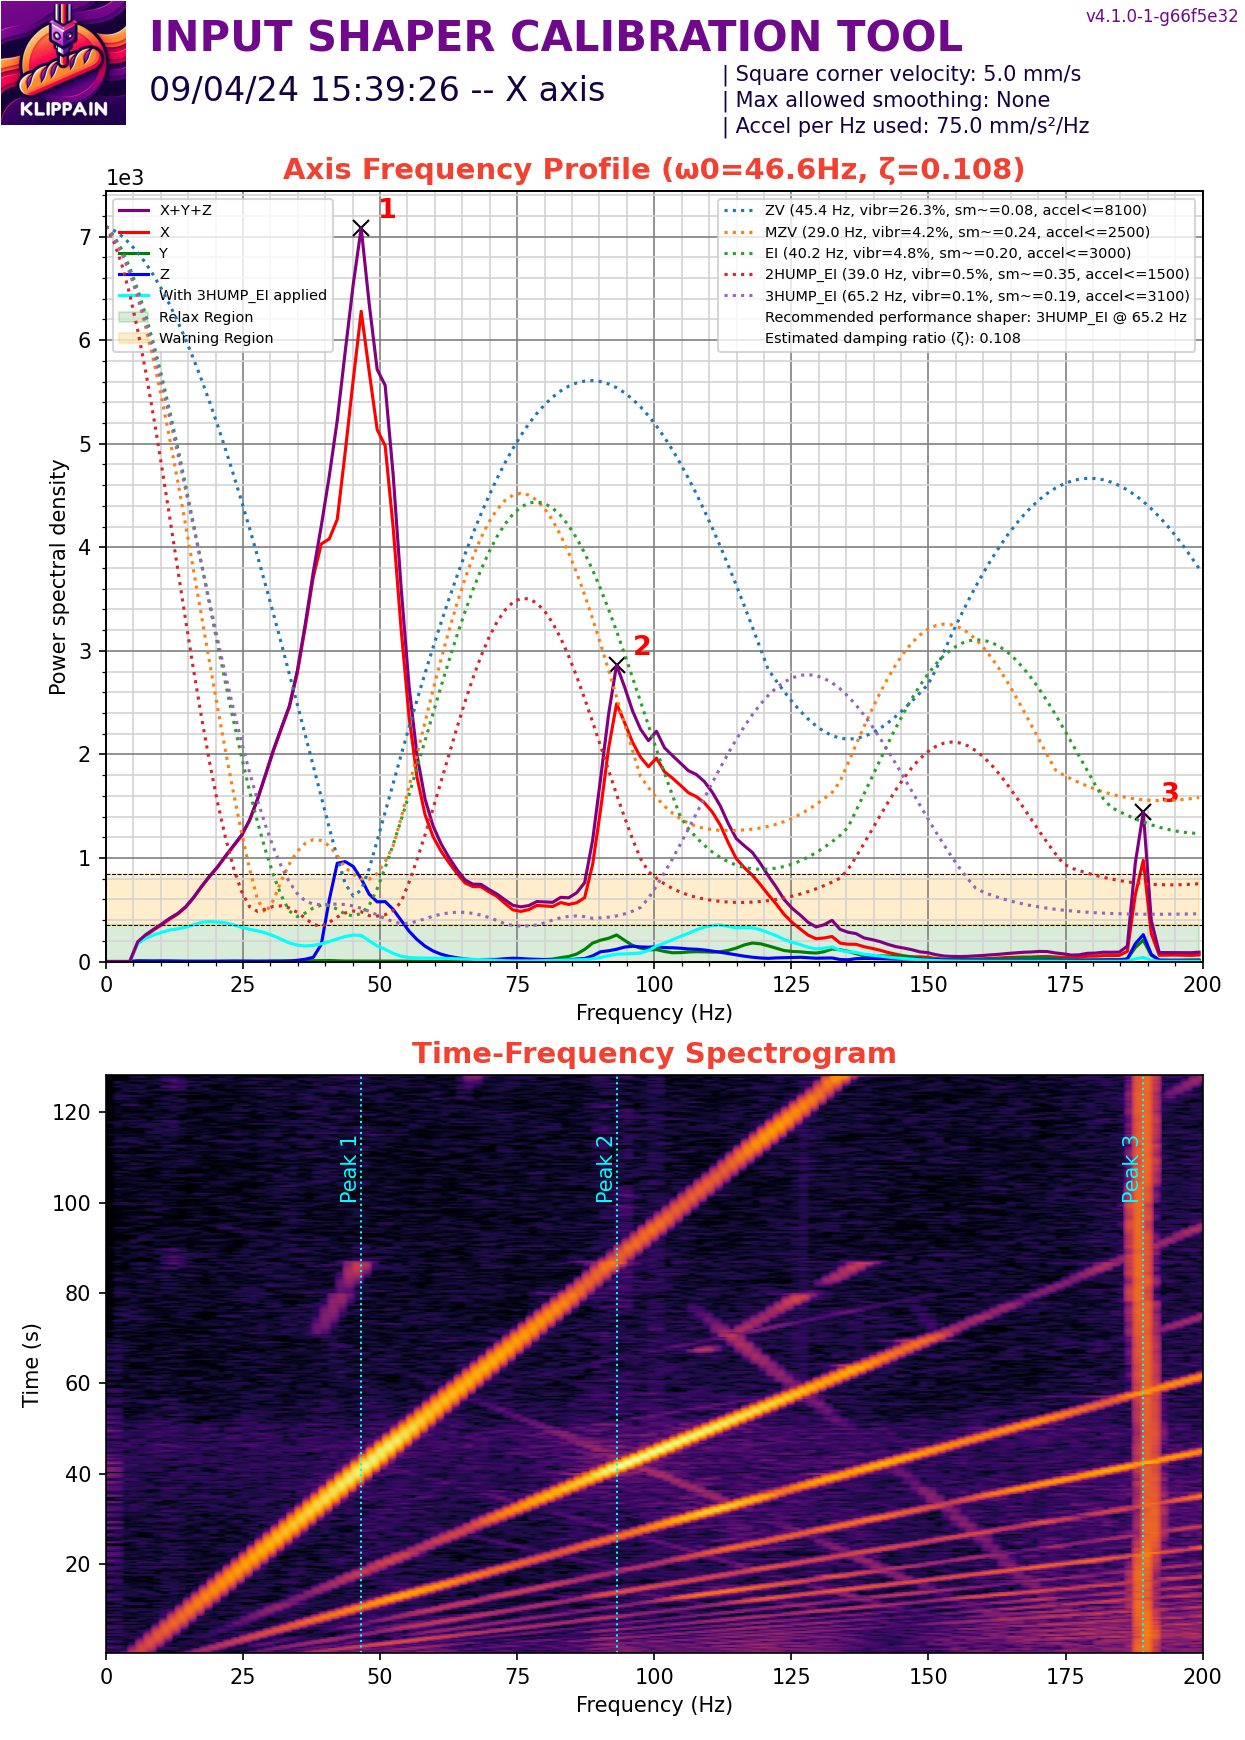 v4.1.0-1-g66f5e32
INPUT SHAPER CALIBRATION TOOL
09/04/24 15:39:26 -- X axis
| Square corner velocity: 5.0 mm/s
| Max allowed smoothing: None
| Accel per Hz used: 75.0 mm/s²/Hz
KLIPPAIN
Axis Frequency Profile (ω0=46.6Hz, ζ=0.108)
1e3
X+Y+Z
X
Y
Z
With 3HUMP_EI applied
Relax Region
Warning Region
ZV (45.4 Hz, vibr=26.3%, sm~=0.08, accel<=8100)
MZV (29.0 Hz, vibr=4.2%, sm~=0.24, accel<=2500)
EI (40.2 Hz, vibr=4.8%, sm~=0.20, accel<=3000)
2HUMP_EI (39.0 Hz, vibr=0.5%, sm~=0.35, accel<=1500)
3HUMP_EI (65.2 Hz, vibr=0.1%, sm~=0.19, accel<=3100)
Recommended performance shaper: 3HUMP_EI @ 65.2 Hz
Estimated damping ratio (ζ): 0.108
1
2
3
7
6
5
4
3
2
1
0
Power spectral density
0 25 50 75 100 125 150 175 200
Frequency (Hz)
Time-Frequency Spectrogram
120
100
80
60
40
20
Time (s)
Peak 1
Peak 2
Peak 3
0 25 50 75 100 125 150 175 200
Frequency (Hz)